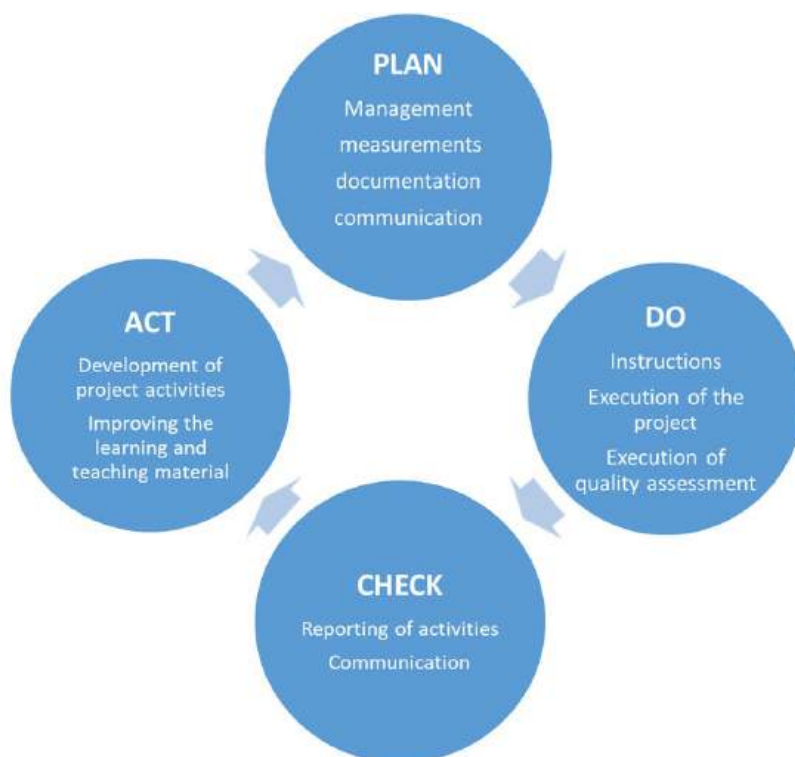 PLAN
Management
measurements
documentation
communication
DO
Instructions
Execution of the
project
Execution of
quality assessment
CHECK
Reporting of activities
Communication
ACT
Development of
project activities
Improving the
learning and
teaching material